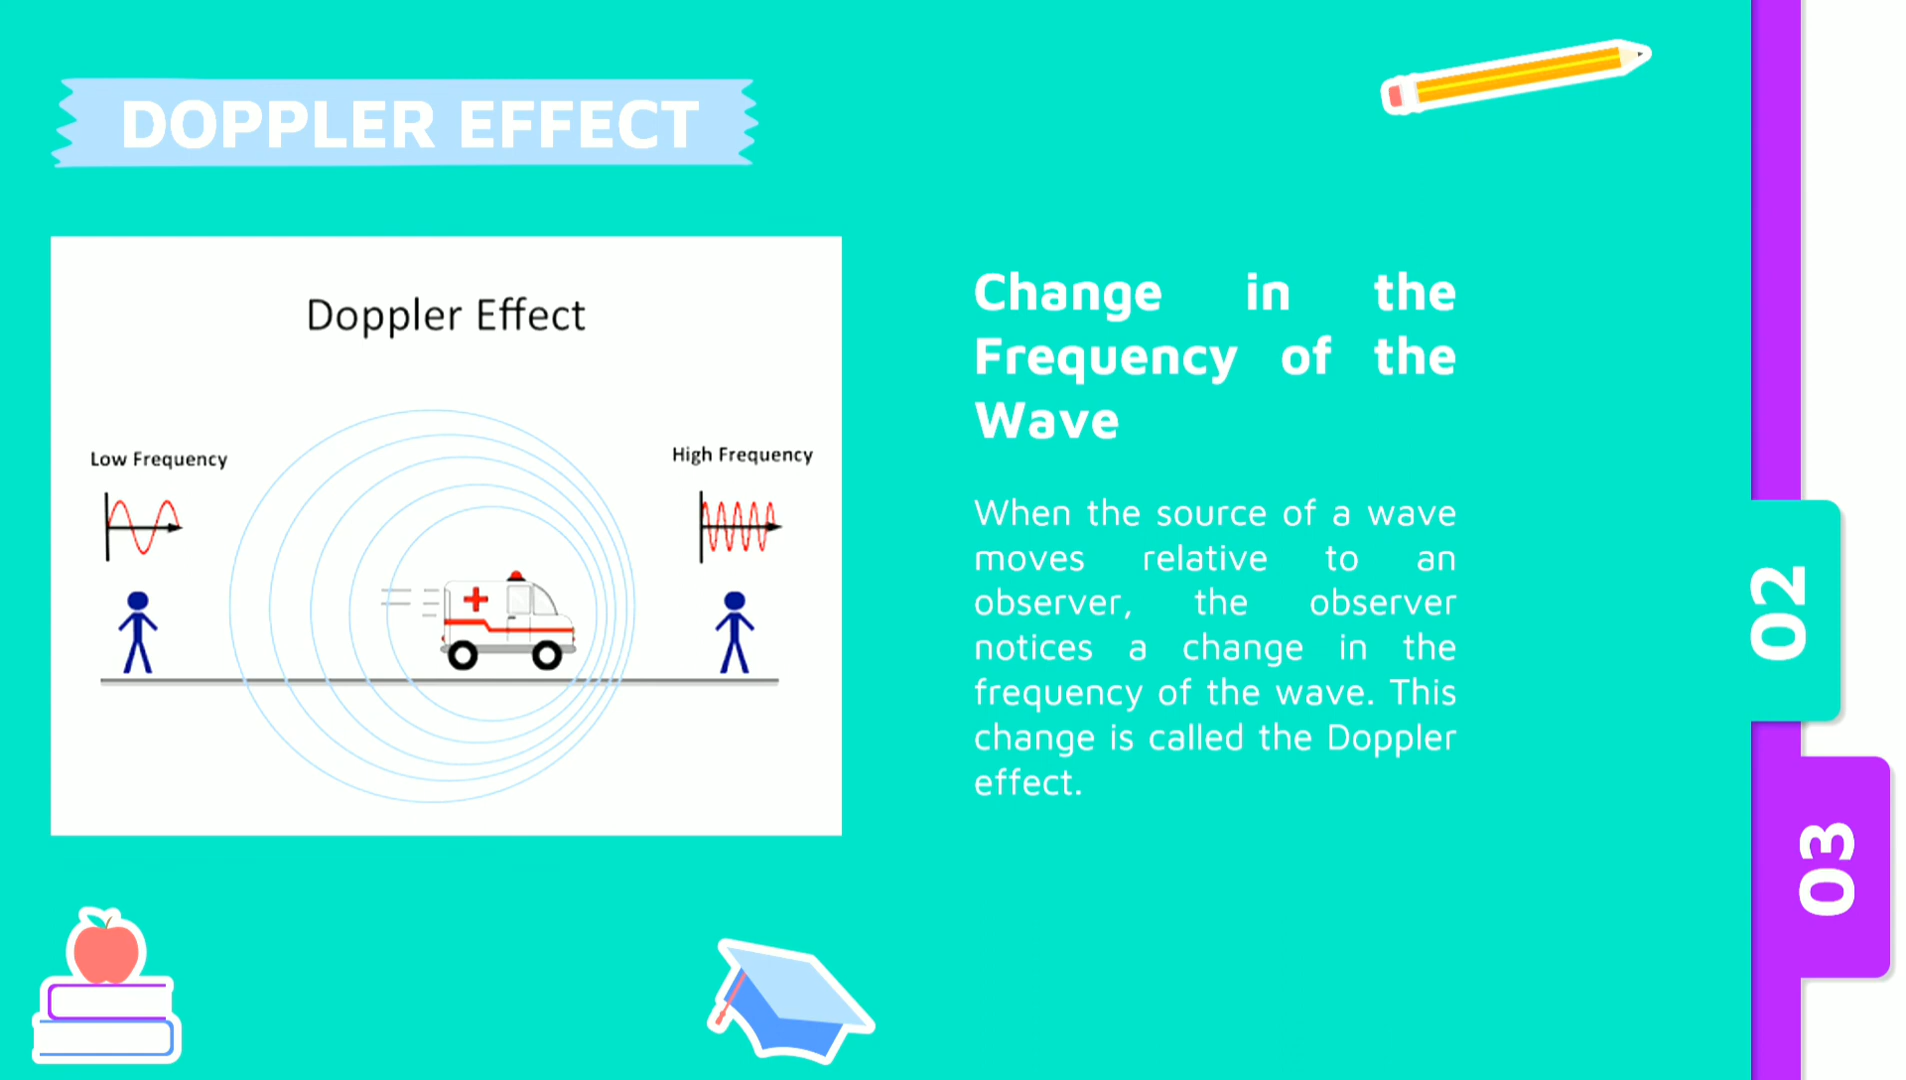 DOPPLER EFFECT
Doppler Effect
Low Frequency
High Frequency
Change in the
Frequency of the
Wave
When the source of a wave
moves relative to an
observer, the observer
notices a change in the
frequency of the wave. This
change is called the Doppler
effect.
02
03